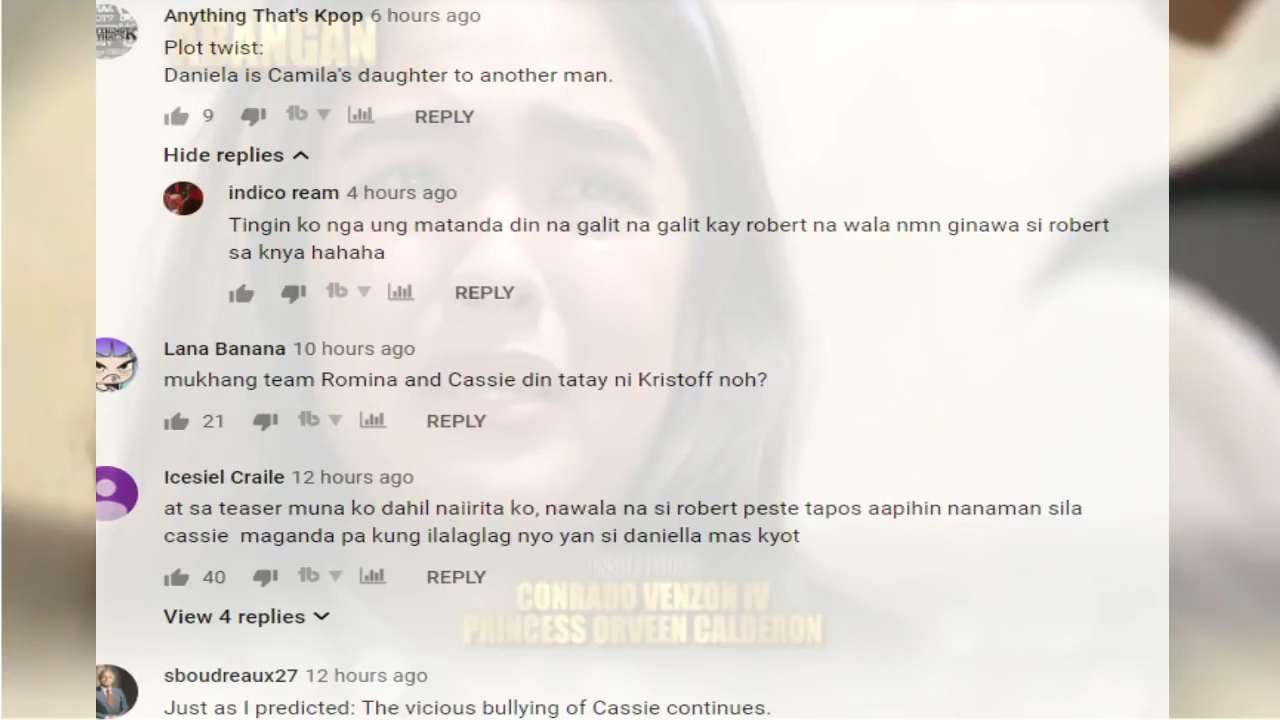 ABANGAN
Anything That's Kpop 6 hours ago
Plot twist:
Daniela is Camila's daughter to another man.
9 REPLY
Hide replies
indico ream 4 hours ago
Tingin ko nga ung matanda din na galit na galit kay robert na wala nmn ginawa si robert
sa knya hahaha
REPLY
Lana Banana 10 hours ago
mukhang team Romina and Cassie din tatay ni Kristoff noh?
21 REPLY
Icesiel Craile 12 hours ago
at sa teaser muna ko dahil naiirita ko, nawala na si robert peste tapos aapihin nanaman sila
cassie maganda pa kung ilalaglag nyo yan si daniella mas kyot
40 REPLY
CONRADO VENZON IV
View 4 replies
PRINCESS ORVEEN CALDERON
sboudreaux27 12 hours ago
Just as I predicted: The vicious bullying of Cassie continues.